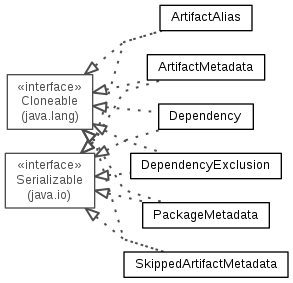 ArtifactAlias
ArtifactMetadata
«interface»
Cloneable
(java.lang)
Dependency
DependencyExclusion
«interface»
Serializable
(java.io)
PackageMetadata
SkippedArtifactMetadata